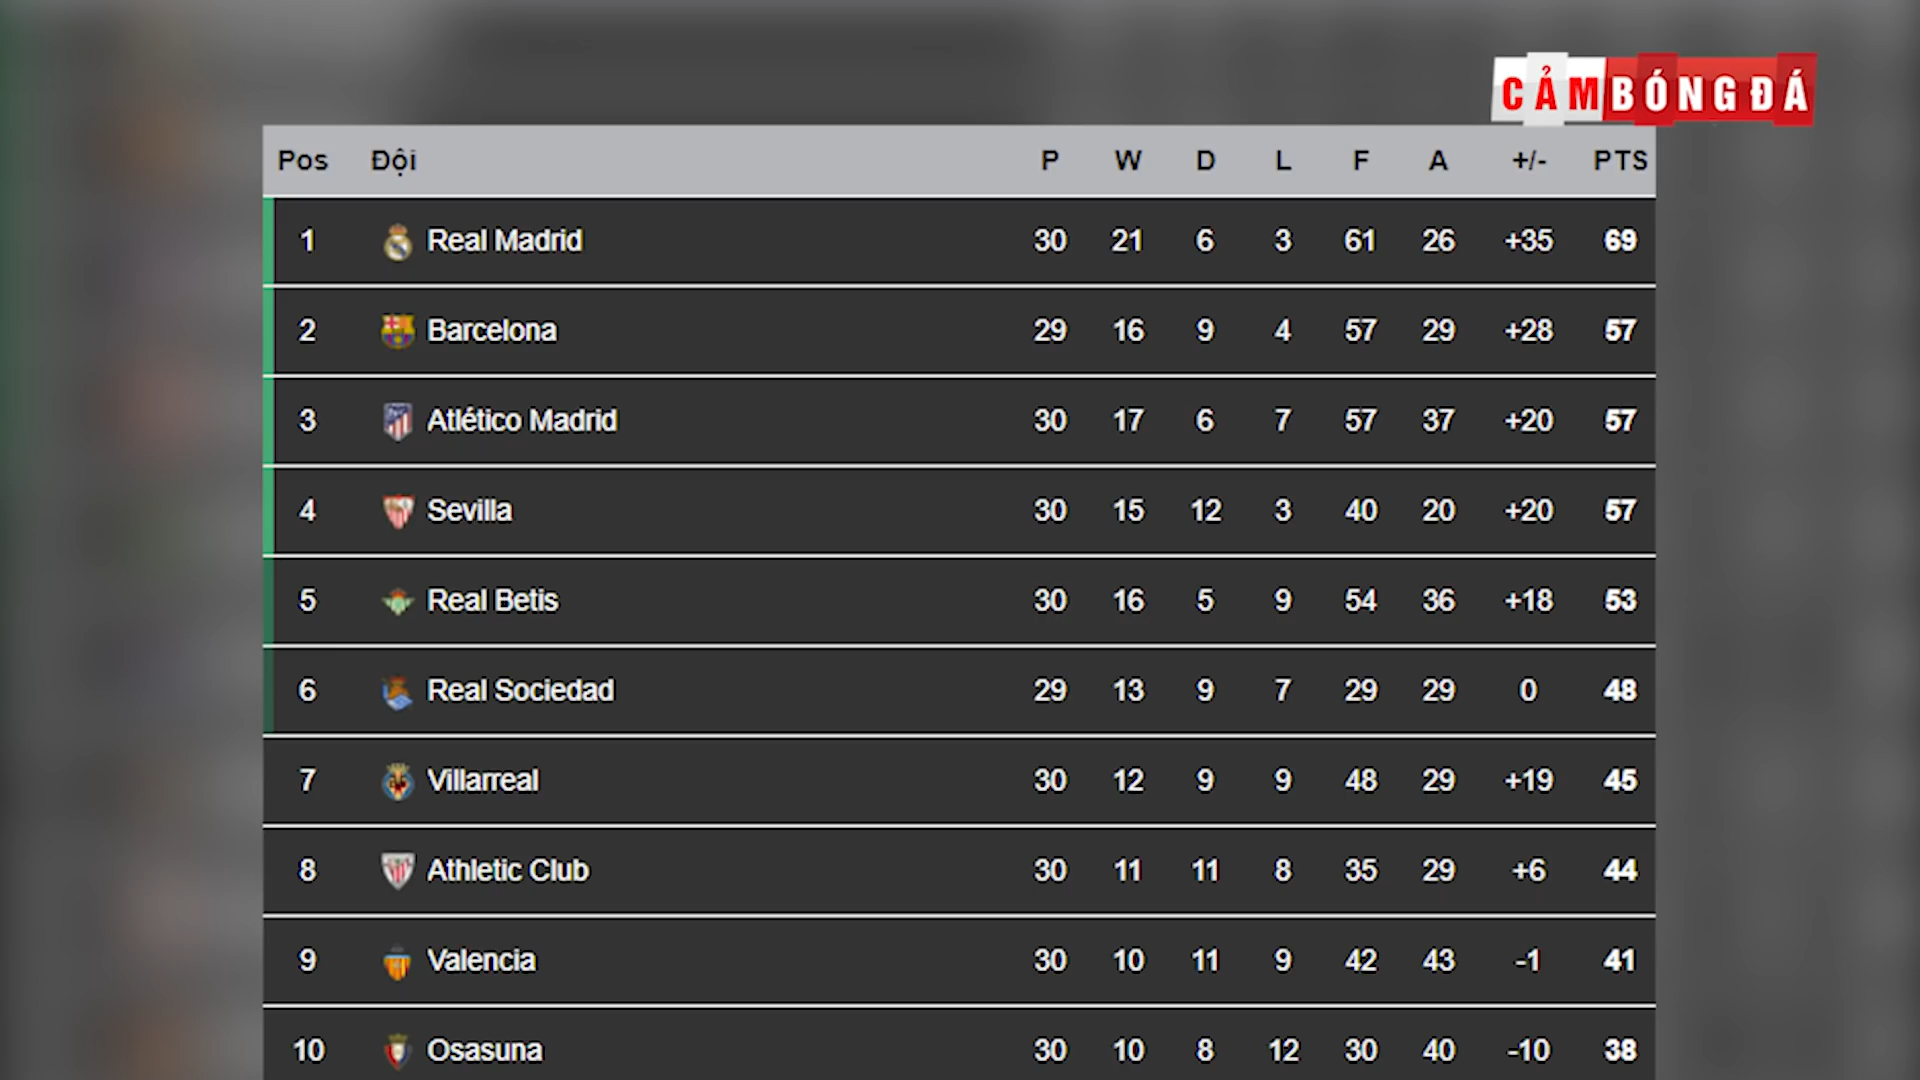 CẢM BÓNG ĐÁ
Pos Đội P W D L F A +/- PTS
1 Real Madrid 30 21 6 3 61 26 +35 69
2 Barcelona 29 16 9 4 57 29 +28 57
3 Atlético Madrid 30 17 6 7 57 37 +20 57
4 Sevilla 30 15 12 3 40 20 +20 57
5 Real Betis 30 16 5 9 54 36 +18 53
6 Real Sociedad 29 13 9 7 29 29 0 48
7 Villarreal 30 12 9 9 48 29 +19 45
8 Athletic Club 30 11 11 8 35 29 +6 44
9 Valencia 30 10 11 9 42 43 -1 41
10 Osasuna 30 10 8 12 30 40 -10 38